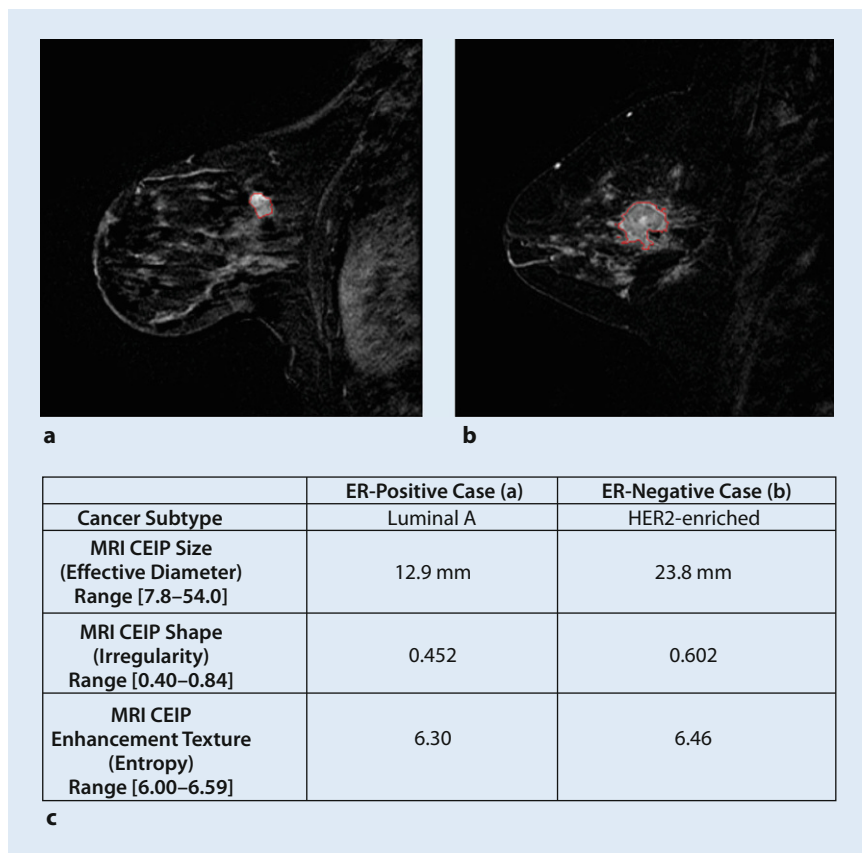 a
b
ER-Positive Case (a) ER-Negative Case (b)
Cancer Subtype Luminal A HER2-enriched
MRI CEIP Size
(Effective Diameter) 12.9 mm 23.8 mm
Range [7.8–54.0]
MRI CEIP Shape
(Irregularity) 0.452 0.602
Range [0.40–0.84]
MRI CEIP
Enhancement Texture 6.30 6.46
(Entropy)
Range [6.00–6.59]
c